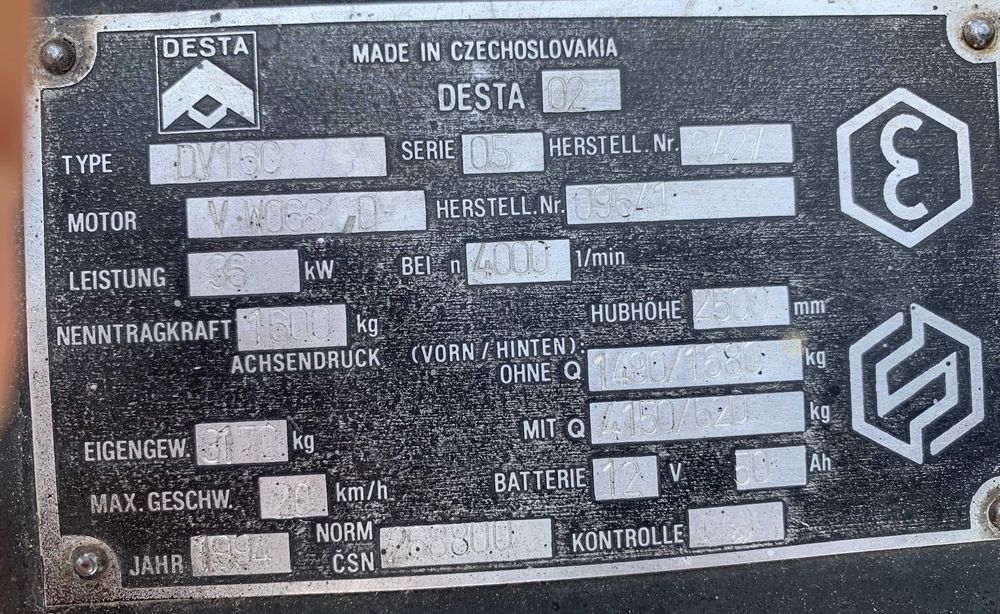 DESTA
MADE IN CZECHOSLOVAKIA
DESTA 02
TYPE DV16C SERIE 05 HERSTELL. Nr. 0427
MOTOR HERSTELL.Nr. 09641
LEISTUNG 36 kW BEI n 4000 1/min
NENNTRAGKRAFT 1600 kg HUBHÖHE 2500 mm
ACHSENDRUCK (VORN/HINTEN):
OHNE Q 1490/1680 kg
MIT Q 4150/620 kg
EIGENGEW. 3170 kg
BATTERIE 12 V 50 Ah
MAX. GESCHW. 20 km/h
JAHR 1994 NORM ČSN 268800 KONTROLLE